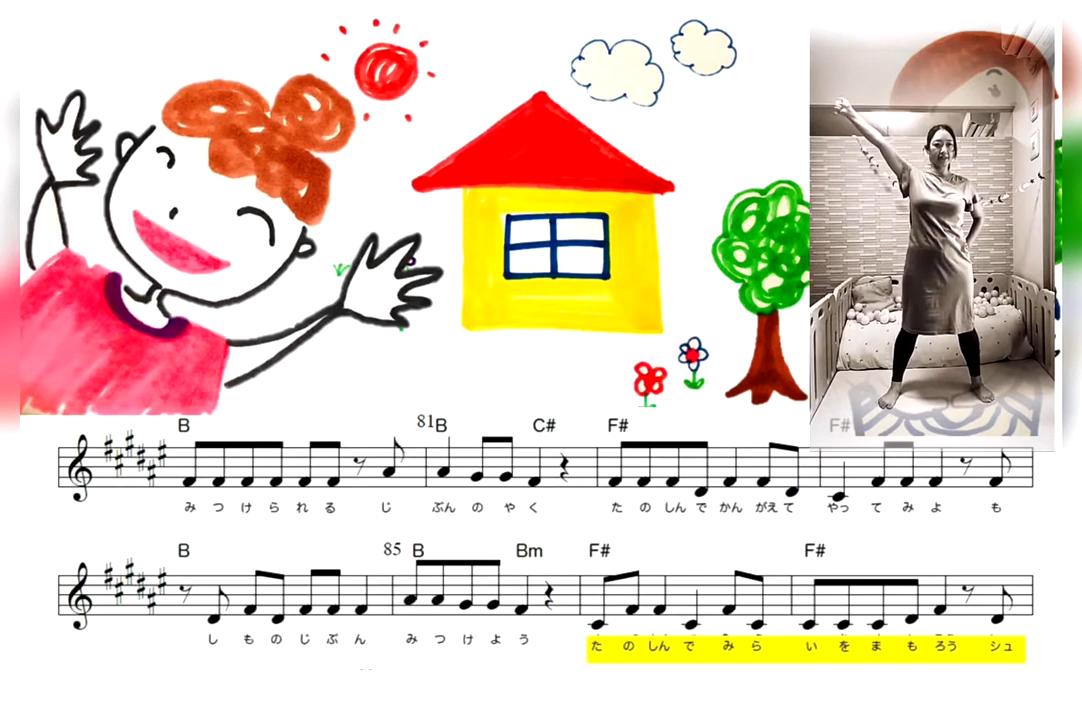 B 81 B C# F# F#
みつけられる じ ぶんのやく たのしんでかんがえて やってみよ も
B 85 B Bm F# F#
しものじぶん みつけよう たのしんでみら いをまもろう シュ